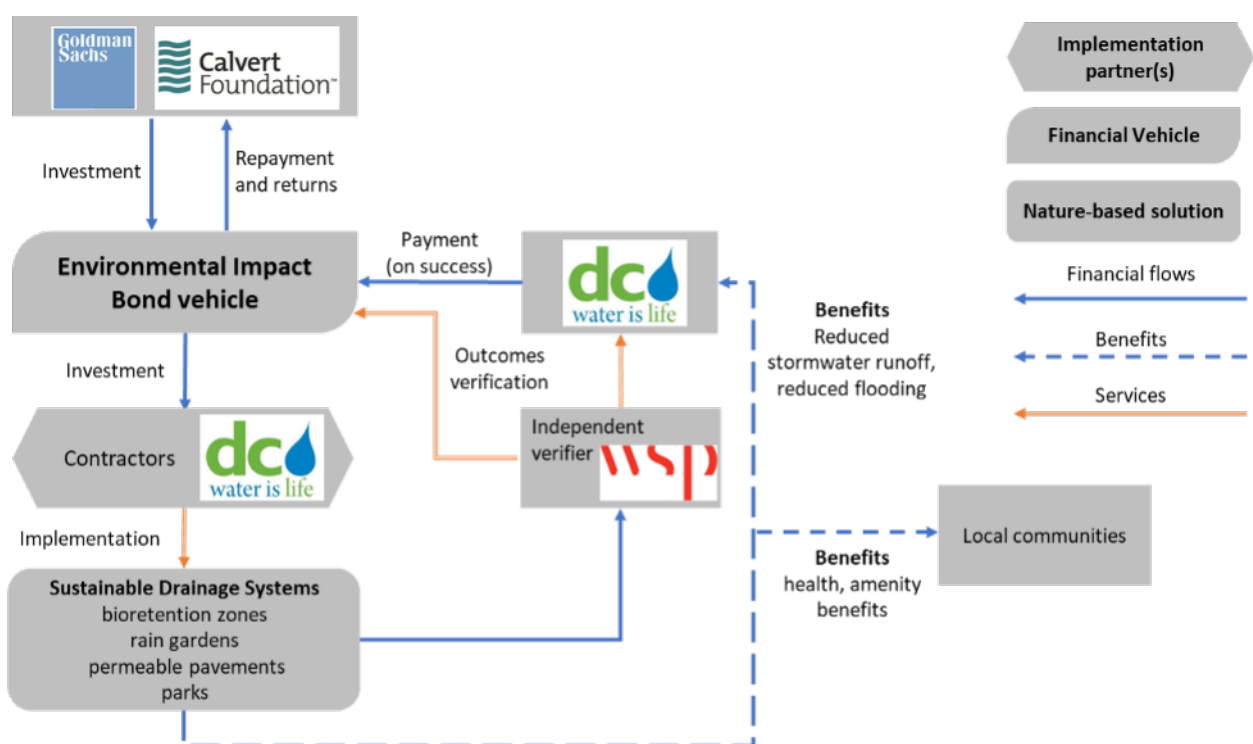 Goldman
Sachs
Calvert
Foundation
Investment
Repayment
and returns
Environmental Impact
Bond vehicle
Payment
(on success)
dc
water is life
Outcomes
verification
Investment
Contractors
dc
water is life
Independent
verifier
wsp
Implementation
Sustainable Drainage Systems
bioretention zones
rain gardens
permeable pavements
parks
Benefits
Reduced
stormwater runoff,
reduced flooding
Benefits
health, amenity
benefits
Local communities
Implementation
partner(s)
Financial Vehicle
Nature-based solution
Financial flows
Benefits
Services